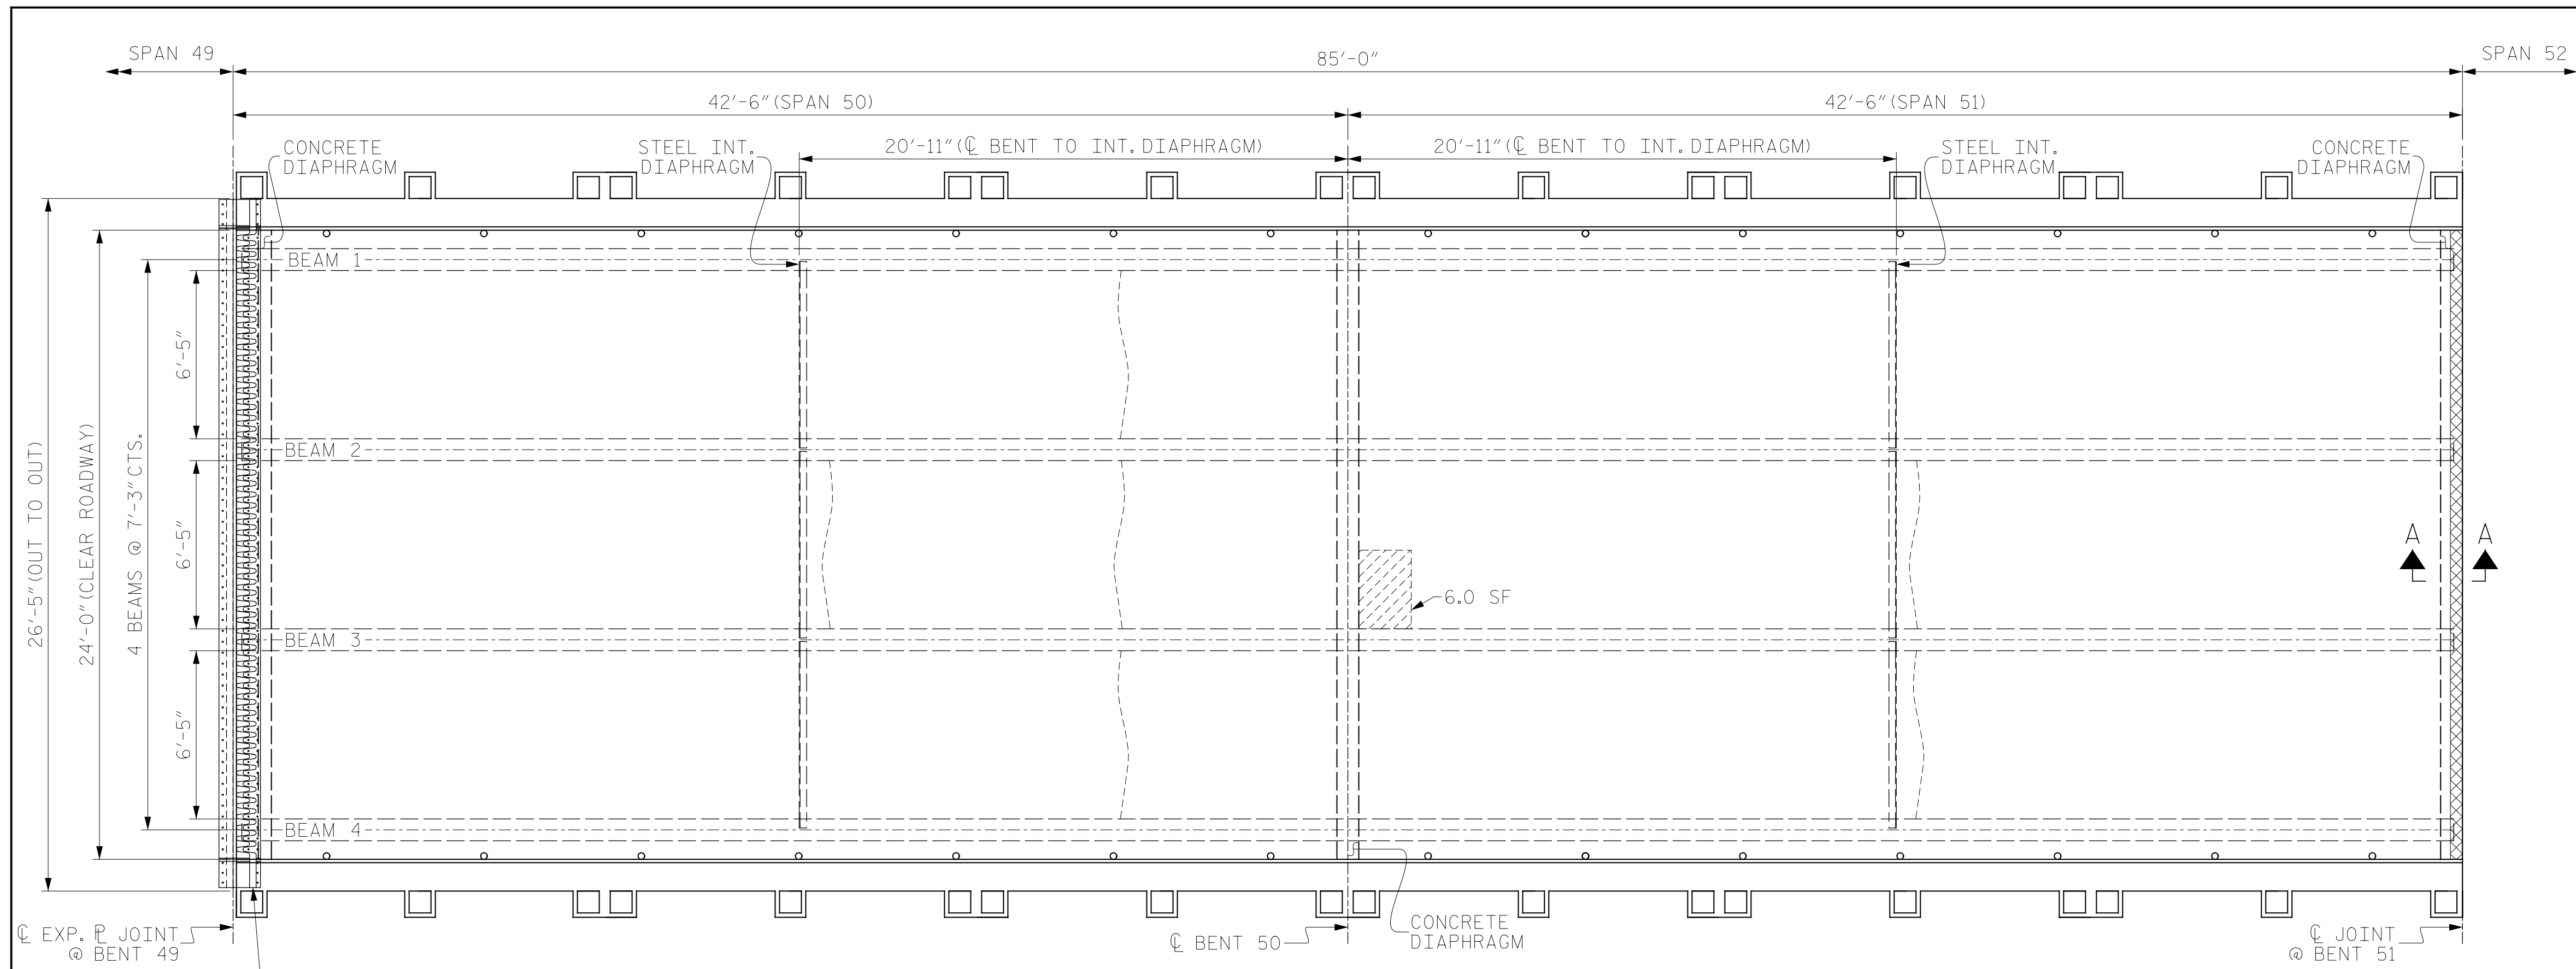 SPAN 49
85'-0"
SPAN 52
42'-6"(SPAN 50)
42'-6"(SPAN 51)
CONCRETE
DIAPHRAGM
STEEL INT.
DIAPHRAGM
20'-11"(℄ BENT TO INT. DIAPHRAGM)
20'-11"(℄ BENT TO INT. DIAPHRAGM)
STEEL INT.
DIAPHRAGM
CONCRETE
DIAPHRAGM
26'-5"(OUT TO OUT)
24'-0"(CLEAR ROADWAY)
4 BEAMS @ 7'-3"CTS.
6'-5"
6'-5"
6'-5"
BEAM 1
BEAM 2
BEAM 3
BEAM 4
6.0 SF
A
A
℄ EXP. ⅊ JOINT
@ BENT 49
℄ BENT 50
CONCRETE
DIAPHRAGM
℄ JOINT
@ BENT 51